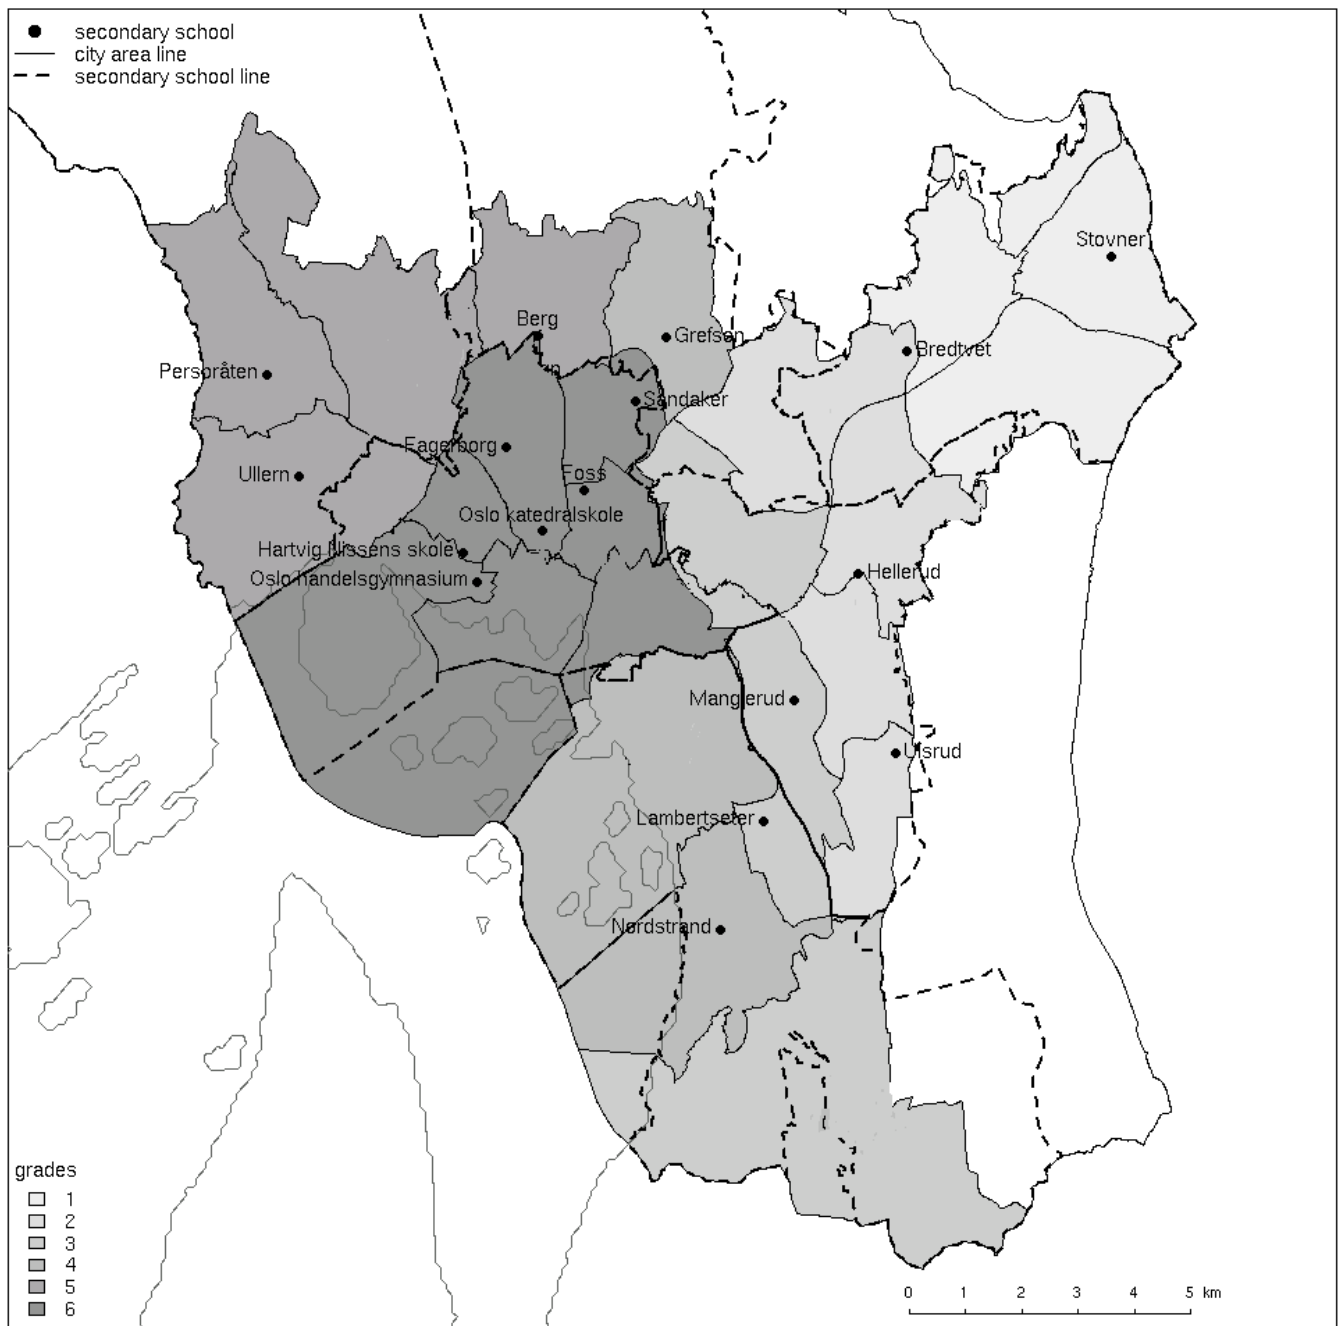 secondary school
city area line
secondary school line
Stovner
Berg
Grefsen
Bredtvet
Persbråten
Sandaker
Fagerborg
Ullern
Foss
Oslo katedralskole
Hartvig Nissens skole
Oslo handelsgymnasium
Hellerud
Manglerud
Ulsrud
Lambertseter
Nordstrand
grades
1
2
3
4
5
6
0 1 2 3 4 5 km